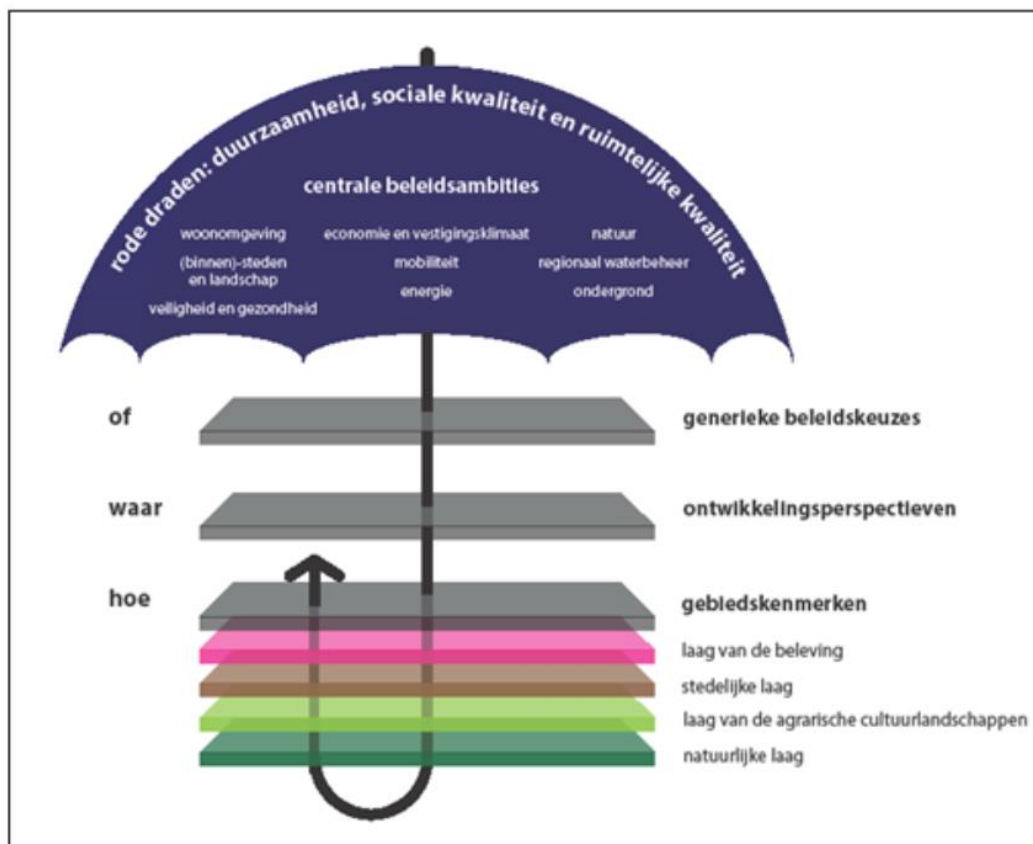 rode draden: duurzaamheid, sociale kwaliteit en ruimtelijke kwaliteit
centrale beleidsambities
woonomgeving
(binnen)-steden
en landschap
veiligheid en gezondheid
economie en vestigingsklimaat
mobiliteit
energie
natuur
regionaal waterbeheer
ondergrond
of
generieke beleidskeuzes
waar
ontwikkelingsperspectieven
hoe
gebiedskenmerken
laag van de beleving
stedelijke laag
laag van de agrarische cultuurlandschappen
natuurlijke laag